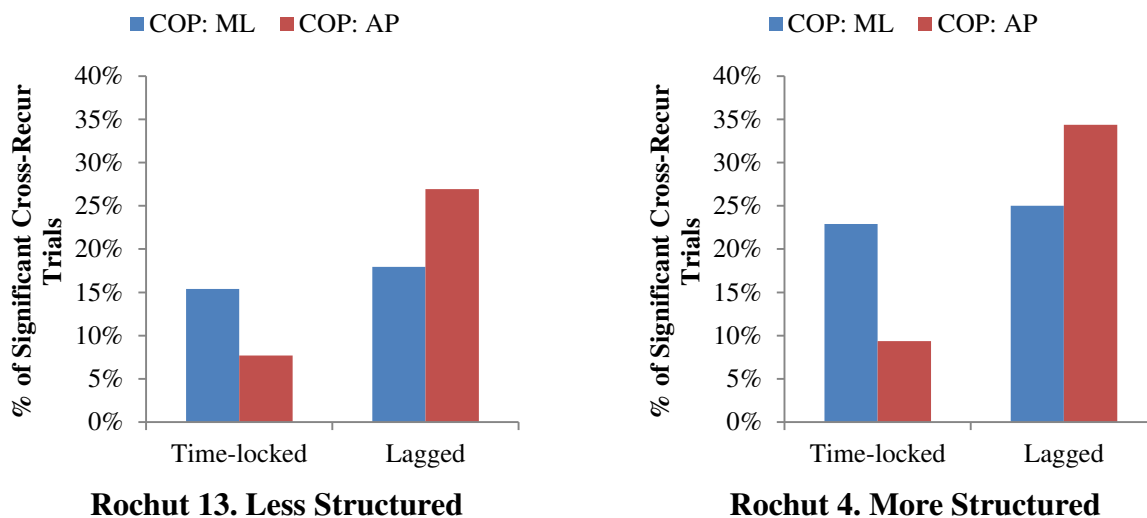 COP: ML COP: AP
40%
35%
30%
25%
20%
15%
10%
5%
0%
% of Significant Cross-Recur
Trials
Time-locked Lagged
Rochut 13. Less Structured
COP: ML COP: AP
40%
35%
30%
25%
20%
15%
10%
5%
0%
% of Significant Cross-Recur
Trials
Time-locked Lagged
Rochut 4. More Structured